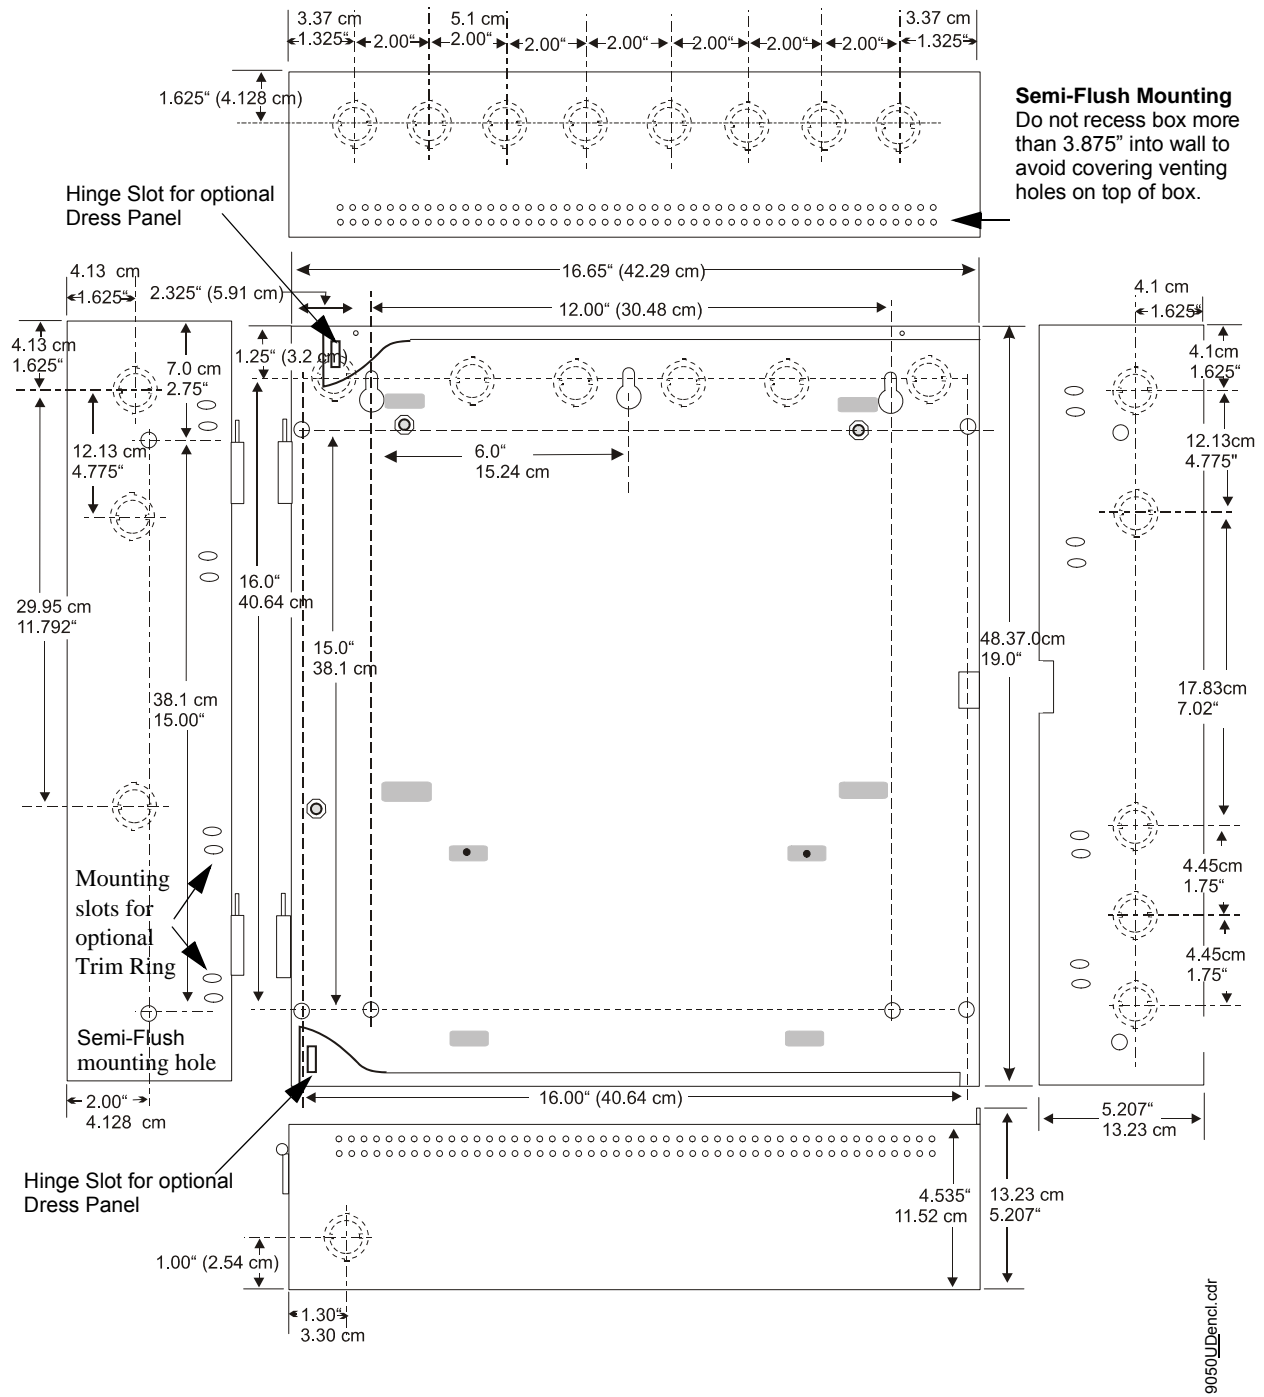 3.37 cm
1.325“
2.00“
5.1 cm
2.00“
2.00“
2.00“
2.00“
2.00“
2.00“
3.37 cm
1.325“
1.625“ (4.128 cm)
Semi-Flush Mounting
Do not recess box more
than 3.875” into wall to
avoid covering venting
holes on top of box.
Hinge Slot for optional
Dress Panel
16.65“ (42.29 cm)
4.13 cm
1.625“
2.325“ (5.91 cm)
12.00“ (30.48 cm)
4.1 cm
1.625“
4.13 cm
1.625“
7.0 cm
2.75“
1.25“ (3.2 cm)
4.1cm
1.625“
12.13 cm
4.775“
6.0“
15.24 cm
12.13cm
4.775"
16.0“
40.64 cm
29.95 cm
11.792“
15.0“
38.1 cm
48.37.0cm
19.0“
38.1 cm
15.00“
17.83cm
7.02“
Mounting
slots for
optional
Trim Ring
4.45cm
1.75“
4.45cm
1.75“
Semi-Flush
mounting hole
2.00“
4.128 cm
16.00“ (40.64 cm)
5.207“
13.23 cm
Hinge Slot for optional
Dress Panel
4.535“
11.52 cm
13.23 cm
5.207“
1.00“ (2.54 cm)
1.30“
3.30 cm
9050UDencl.cdr